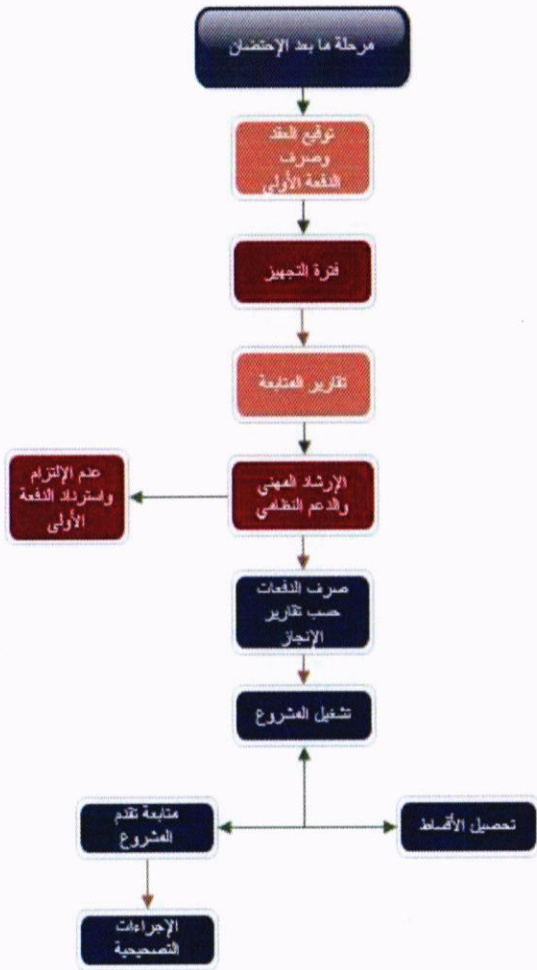 مرحلة ما بعد الإحتضان
توقيع العقد
وصرف
الدفعة الأولى
فترة التجهيز
تقارير المتابعة
الإرشاد المهني
والدعم النظامي
عدم الإلتزام
واسترداد الدفعة
الأولى
صرف الدفعات
حسب تقارير
الإنجاز
تشغيل المشروع
متابعة تقدم
المشروع
تحصيل الأقساط
الإجراءات
التصحيحية